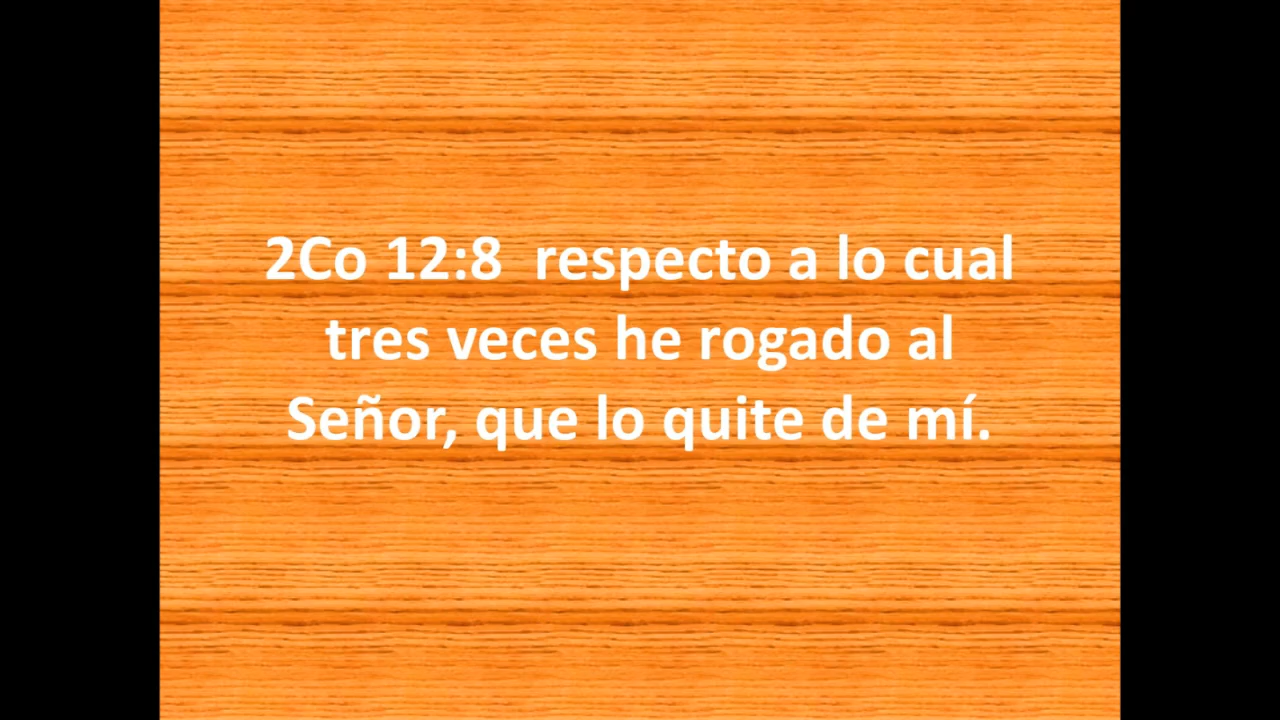 2Co 12:8  respecto a lo cual
tres veces he rogado al
Señor, que lo quite de mí.